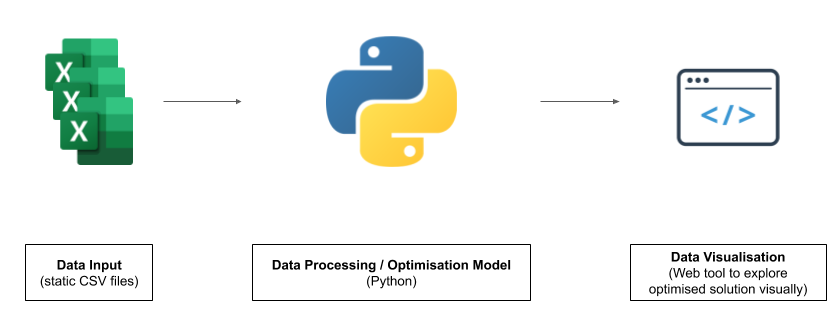 X
X
X
</>
Data Input
(static CSV files)
Data Processing / Optimisation Model
(Python)
Data Visualisation
(Web tool to explore
optimised solution visually)